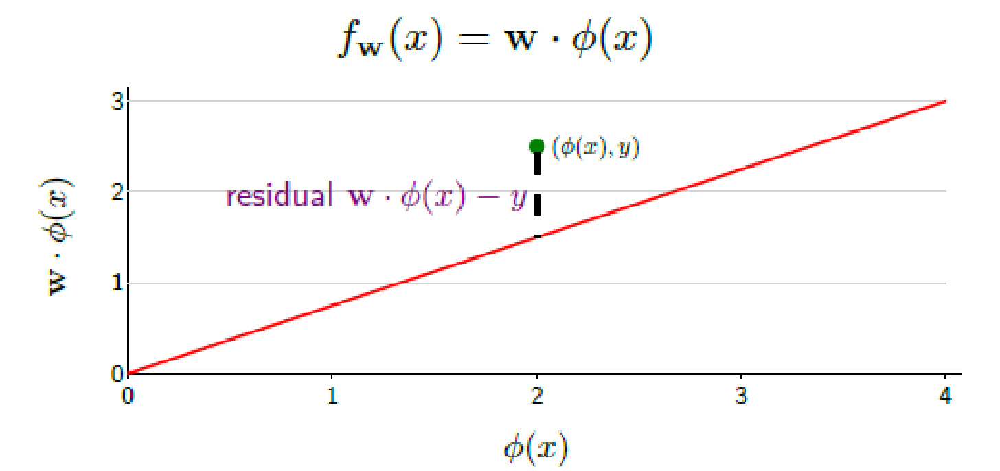 f_w(x) = w · ϕ(x)
3
(ϕ(x), y)
2
residual w · ϕ(x) − y
w · ϕ(x)
1
0
0 1 2 3 4
ϕ(x)